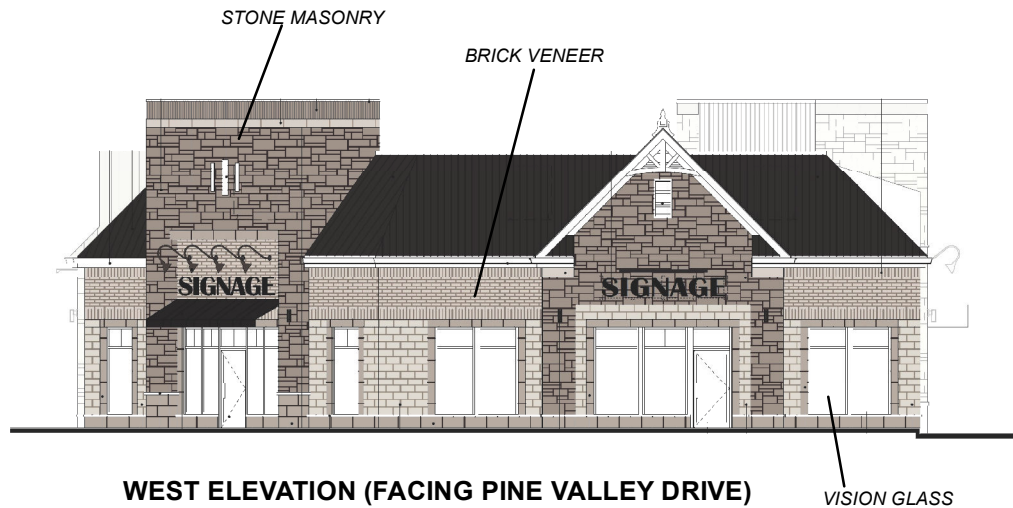 STONE MASONRY
BRICK VENEER
SIGNAGE
SIGNAGE
WEST ELEVATION (FACING PINE VALLEY DRIVE)
VISION GLASS